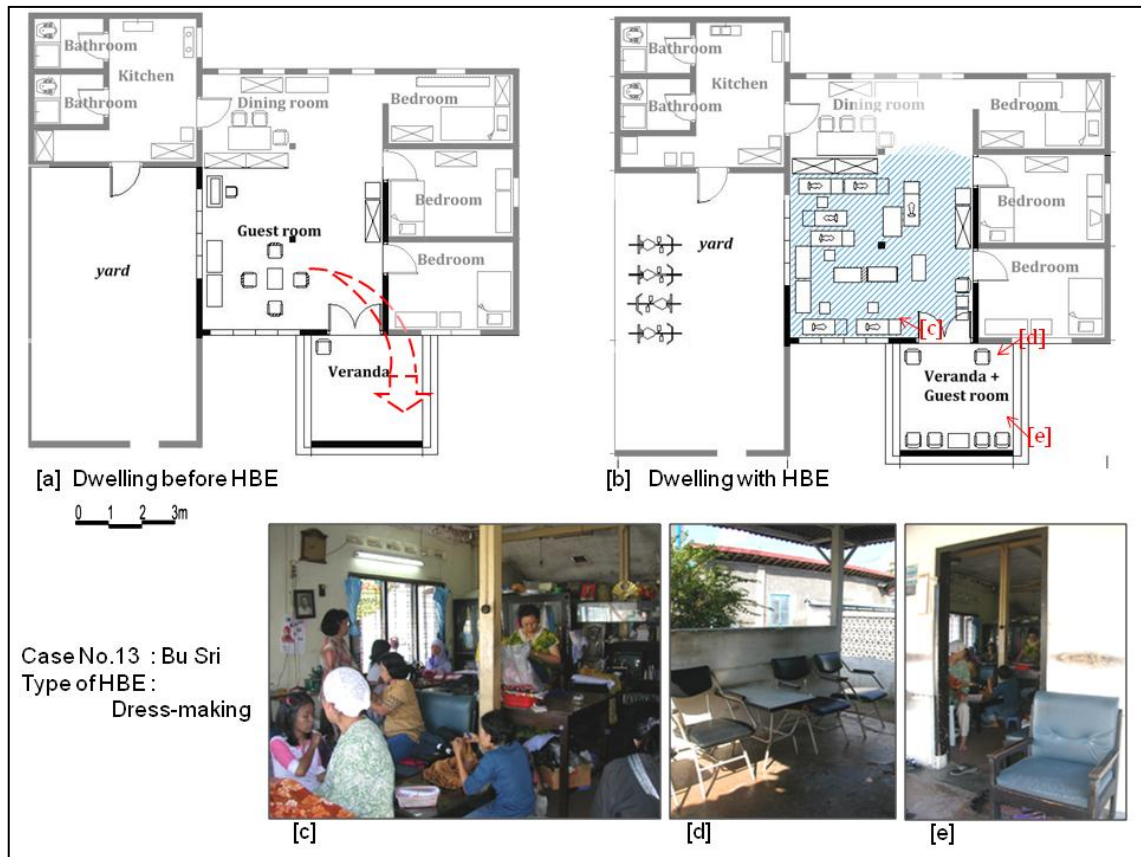 Bathroom
Kitchen
Bathroom
Dining room
Bedroom
Bedroom
Guest room
yard
Bedroom
Veranda
[a] Dwelling before HBE
Kitchen
Bathroom
Bathroom
Dining room
Bedroom
Bedroom
yard
Bedroom
[c]
[d]
Veranda +
Guest room
[e]
[b] Dwelling with HBE
0 1 2 3m
Case No.13 : Bu Sri
Type of HBE :
Dress-making
[c]
[d]
[e]